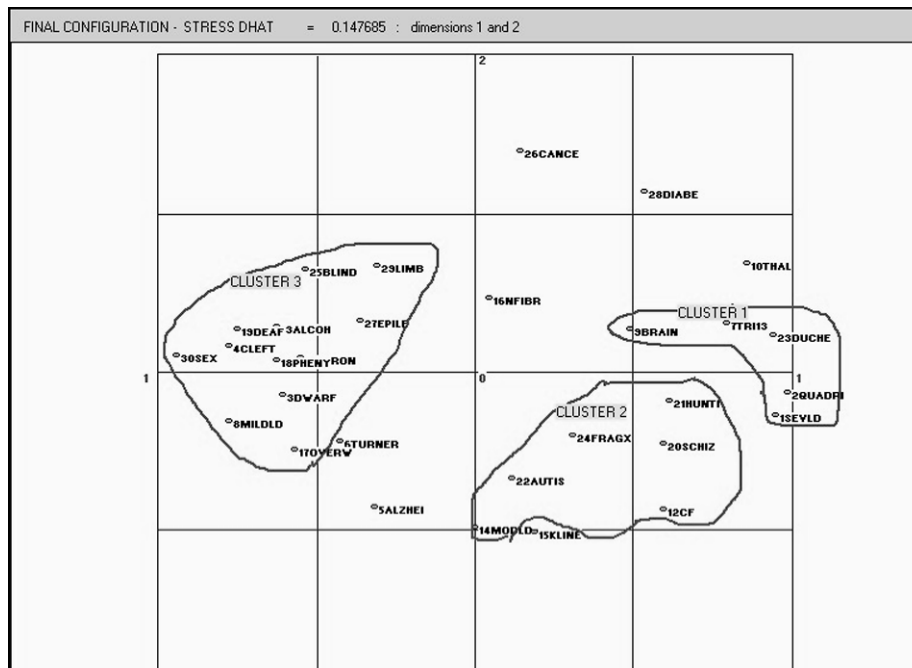 FINAL CONFIGURATION - STRESS DHAT = 0.147685 : dimensions 1 and 2
2
26CANCE
28DIABE
10THAL
25BLIND
29LIMB
CLUSTER 3
16NFIBR
CLUSTER 1
27EPILE
7TRI13
19DEAF
3ALCOH
9BRAIN
23DUCHE
4CLEFT
30SEX
18PHENYRON
1
0
1
3DWARF
2QUADRI
21HUNTI
CLUSTER 2
1SEVLD
8MILDLD
24FRAGX
6TURNER
20SCHIZ
17OVERW
22AUTIS
5ALZHEI
12CF
14MODLD
15KLINE